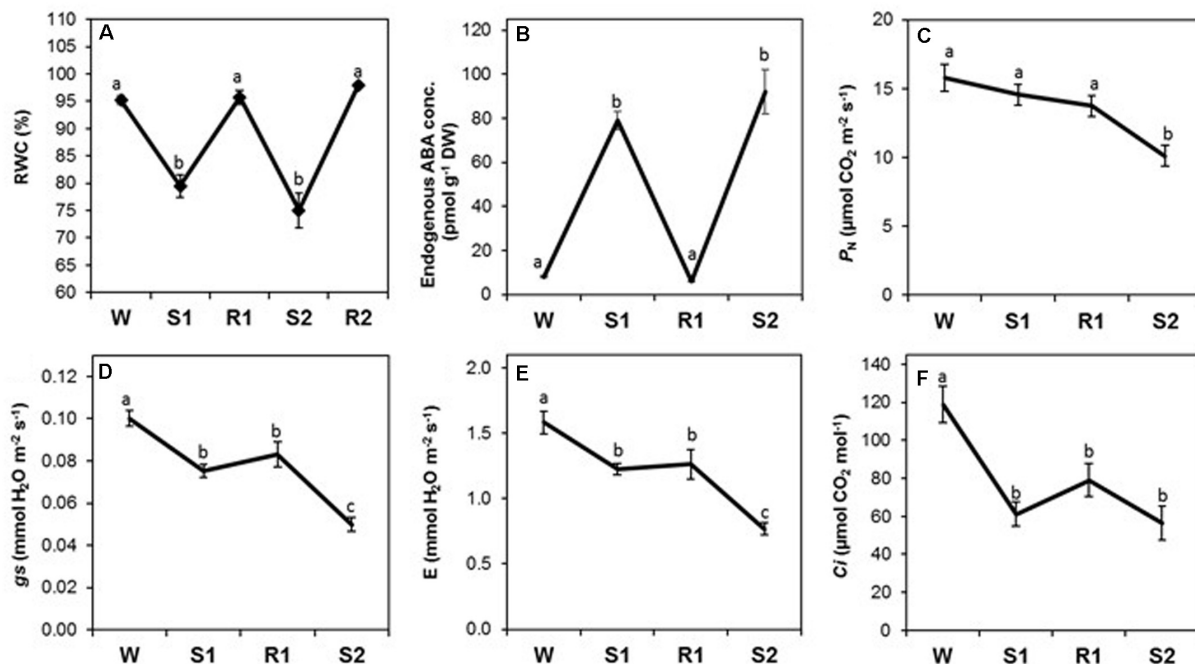 A
RWC (%)
110
105
100
95
90
85
80
75
70
65
60
a
b
a
b
a
W S1 R1 S2 R2
B
Endogenous ABA conc.
(pmol g⁻¹ DW)
120
100
80
60
40
20
0
a
b
a
b
W S1 R1 S2
C
P_N (µmol CO₂ m⁻² s⁻¹)
20
15
10
5
0
a
a
a
b
W S1 R1 S2
D
gs (mmol H₂O m⁻² s⁻¹)
0.12
0.10
0.08
0.06
0.04
0.02
0.00
a
b
b
c
W S1 R1 S2
E
E (mmol H₂O m⁻² s⁻¹)
2.0
1.5
1.0
0.5
0.0
a
b
b
c
W S1 R1 S2
F
Ci (µmol CO₂ mol⁻¹)
140
120
100
80
60
40
20
0
a
b
b
b
W S1 R1 S2